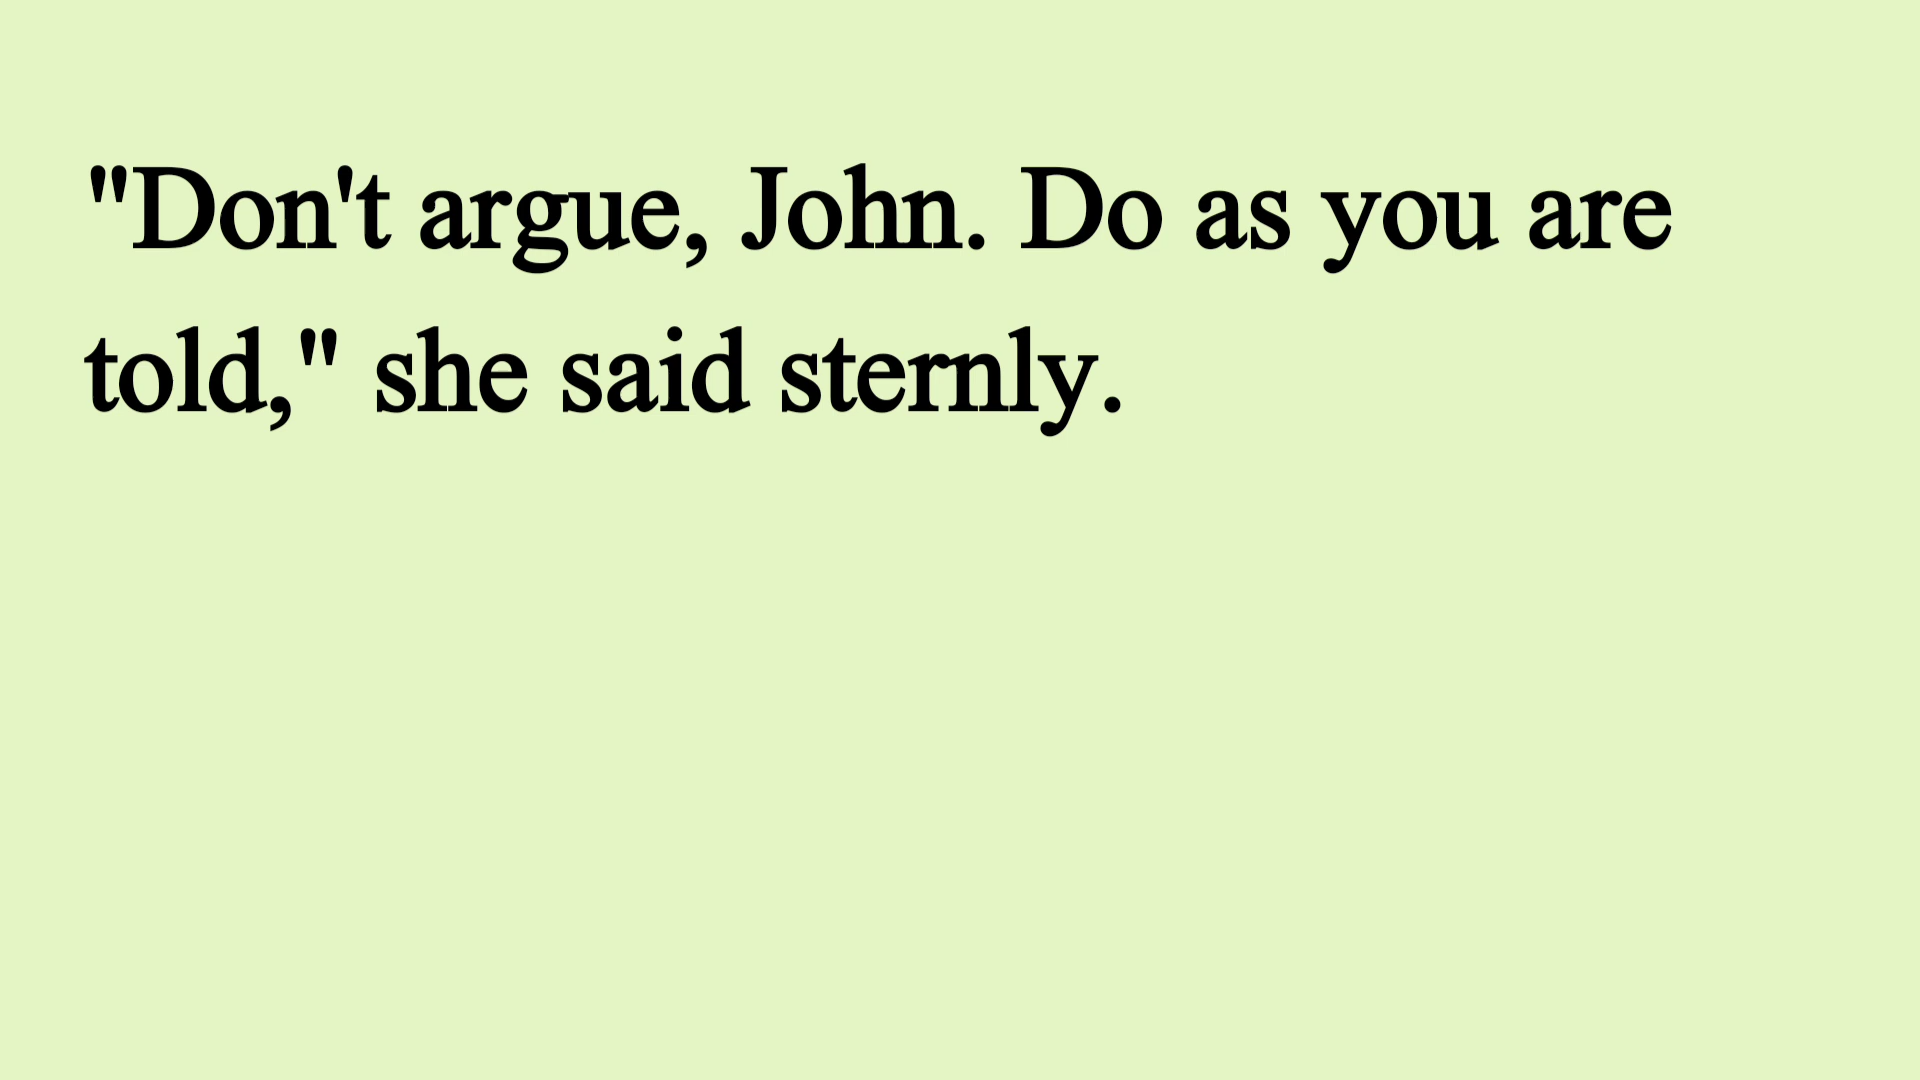 "Don't argue, John. Do as you are
told," she said sternly.